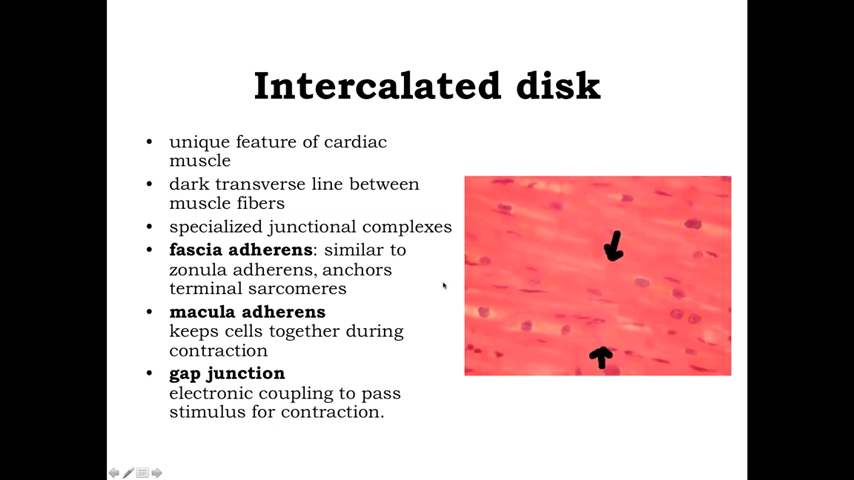 Intercalated disk
• unique feature of cardiac
muscle
• dark transverse line between
muscle fibers
• specialized junctional complexes
• fascia adherens: similar to
zonula adherens, anchors
terminal sarcomeres
• macula adherens
keeps cells together during
contraction
• gap junction
electronic coupling to pass
stimulus for contraction.